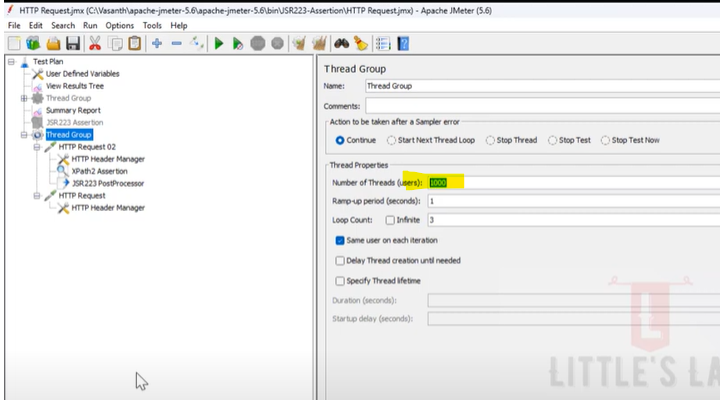 HTTP Request.jmx (C:\Vasanth\apache-jmeter-5.6\apache-jmeter-5.6\bin\JSR223-Assertion\HTTP Request.jmx) - Apache JMeter (5.6)
File Edit Search Run Options Tools Help
Test Plan
User Defined Variables
View Results Tree
Thread Group
Summary Report
JSR223 Assertion
Thread Group
HTTP Request 02
HTTP Header Manager
XPath2 Assertion
JSR223 PostProcessor
HTTP Request
HTTP Header Manager
Thread Group
Name: Thread Group
Comments:
Action to be taken after a Sampler error
Continue Start Next Thread Loop Stop Thread Stop Test Stop Test Now
Thread Properties
Number of Threads (users): 1000
Ramp-up period (seconds): 1
Loop Count: Infinite 3
Same user on each iteration
Delay Thread creation until needed
Specify Thread lifetime
Duration (seconds):
Startup delay (seconds):
L
LITTLE'S LA